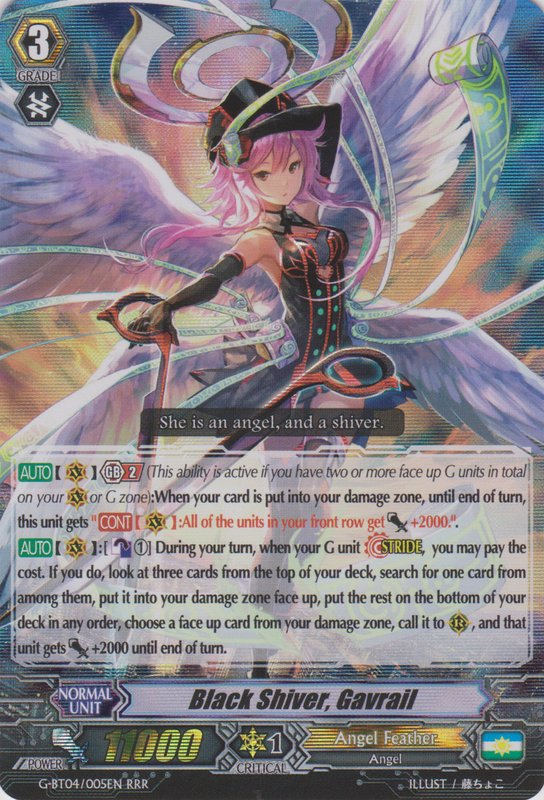 3
GRADE
She is an angel, and a shiver.
AUTO【 】GB 2 (This ability is active if you have two or more face up G units in total
on your or G zone):When your card is put into your damage zone, until end of turn,
this unit gets "CONT【 】:All of the units in your front row get +2000.".
AUTO【 】:[ ①] During your turn, when your G unit STRIDE, you may pay the
cost. If you do, look at three cards from the top of your deck, search for one card from
among them, put it into your damage zone face up, put the rest on the bottom of your
deck in any order, choose a face up card from your damage zone, call it to , and that
unit gets +2000 until end of turn.
NORMAL
UNIT
Black Shiver, Gavrail
POWER 11000
1
CRITICAL
Angel Feather
Angel
G-BT04/005EN RRR
ILLUST / 藤ちょこ